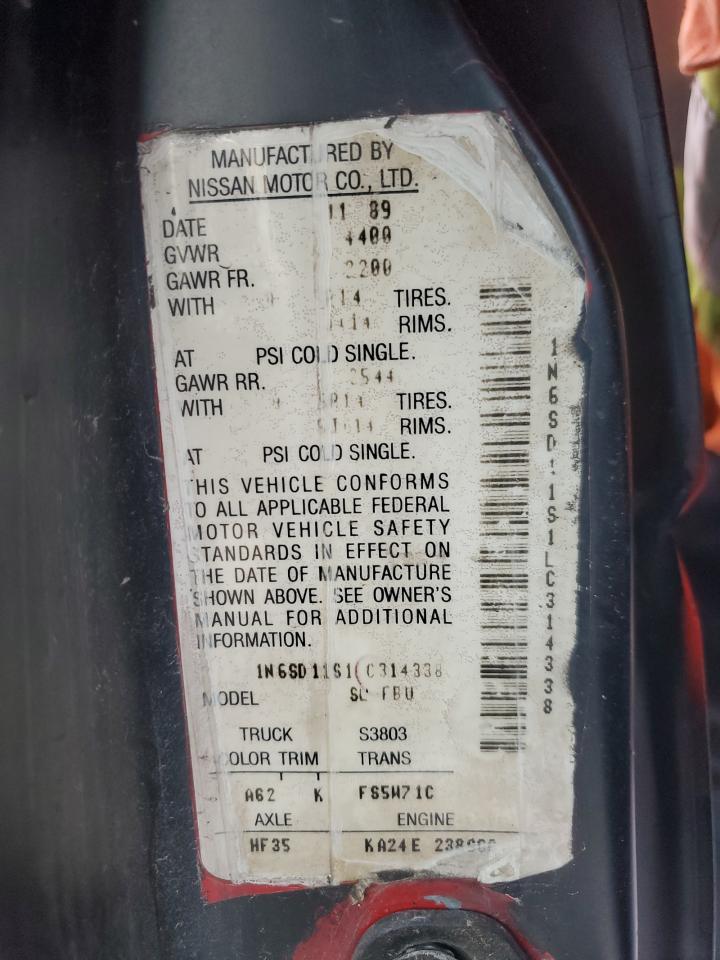 MANUFACTURED BY
NISSAN MOTOR CO., LTD.
DATE 11 89
GVWR 4400
GAWR FR. 2200
WITH TIRES.
RIMS.
AT PSI COLD SINGLE.
GAWR RR. 2544
WITH TIRES.
RIMS.
AT PSI COLD SINGLE.
THIS VEHICLE CONFORMS
TO ALL APPLICABLE FEDERAL
MOTOR VEHICLE SAFETY
STANDARDS IN EFFECT ON
THE DATE OF MANUFACTURE
SHOWN ABOVE. SEE OWNER'S
MANUAL FOR ADDITIONAL
INFORMATION.
1N6SD11S1LC314338
MODEL
TRUCK S3803
COLOR TRIM TRANS
A62 K FS5W71C
AXLE ENGINE
HF35 KA24E
1N6SD11S1LC314338